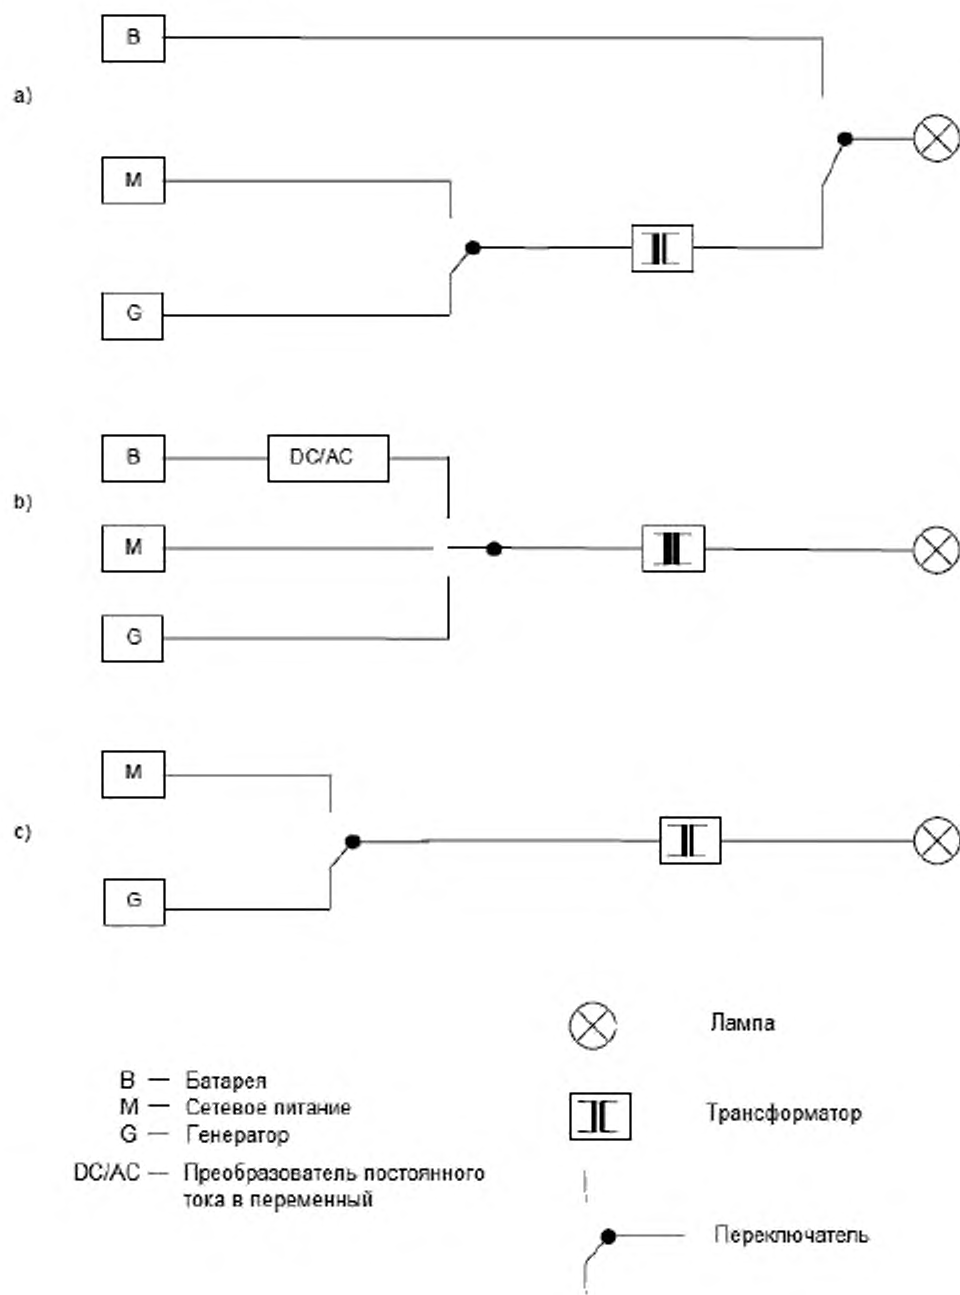 B
a)
M
G
B DC/AC
b)
M
G
M
c)
G
Лампа
B — Батарея
M — Сетевое питание
G — Генератор
Трансформатор
DC/AC — Преобразователь постоянного
тока в переменный
Переключатель